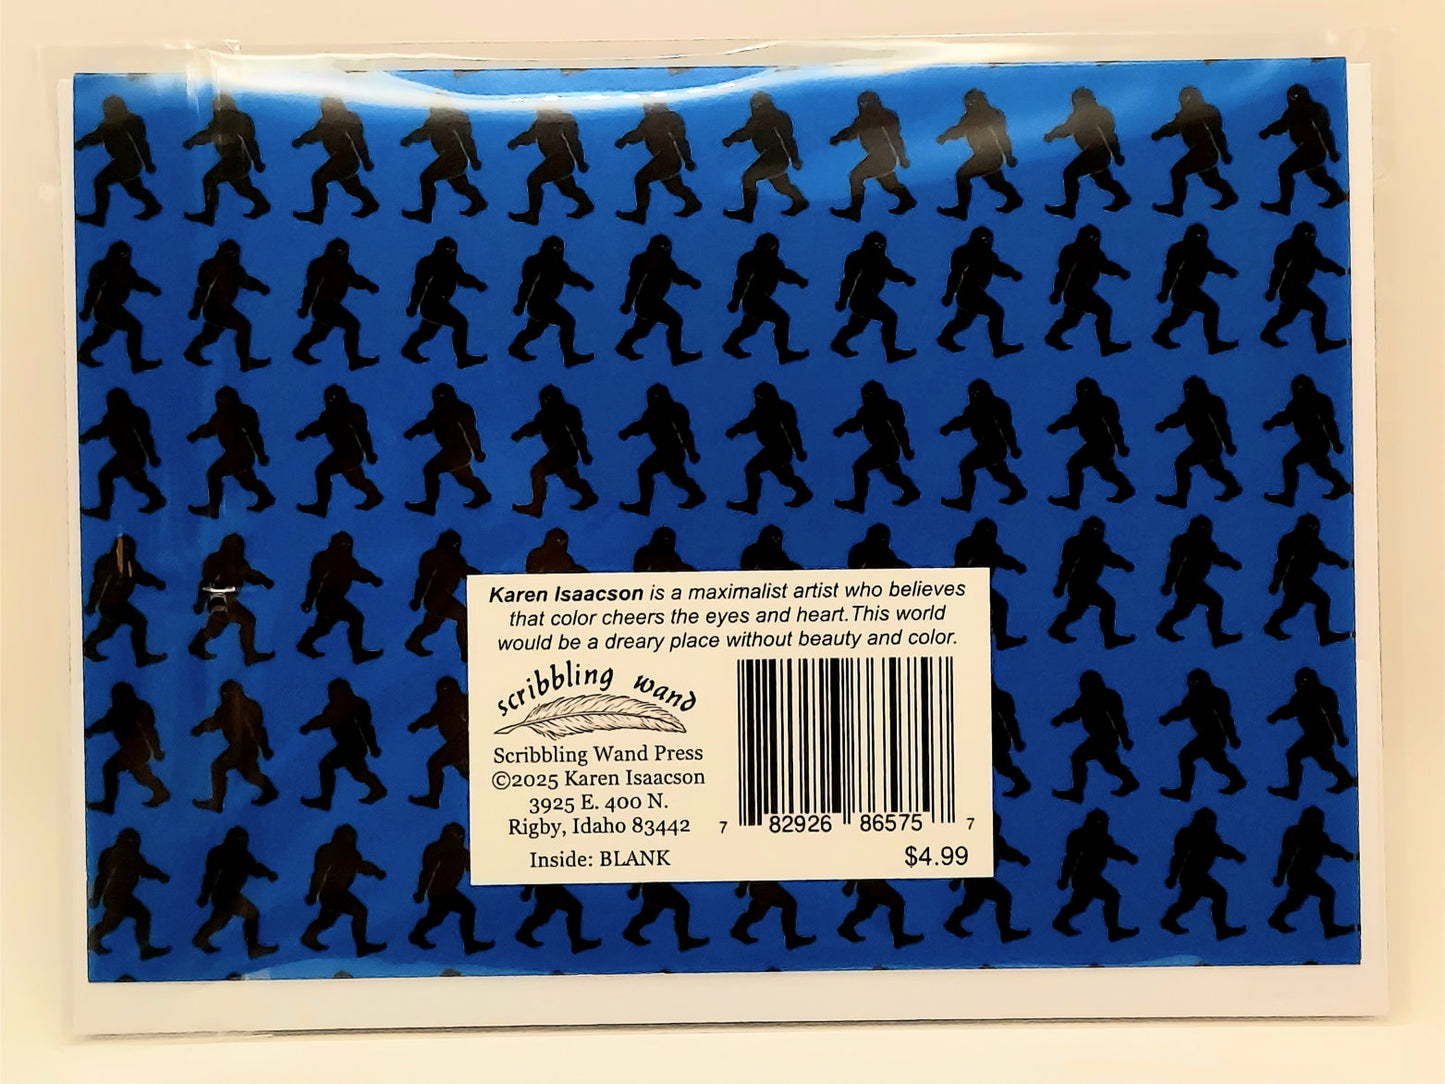 Karen Isaacson is a maximalist artist who believes
that color cheers the eyes and heart.This world
would be a dreary place without beauty and color.
scribbling wand
Scribbling Wand Press
©2025 Karen Isaacson
3925 E. 400 N.
Rigby, Idaho 83442
Inside: BLANK
7 82926 86575 7
$4.99